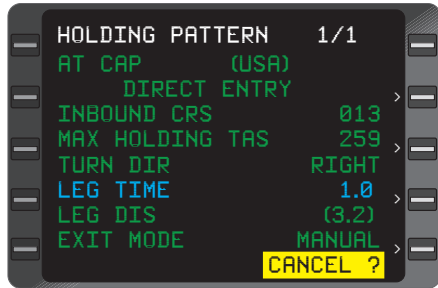 HOLDING PATTERN 1/1
AT CAP (USA)
DIRECT ENTRY
INBOUND CRS 013
MAX HOLDING TAS 259
TURN DIR RIGHT
LEG TIME 1.0
LEG DIS (3.2)
EXIT MODE MANUAL
CANCEL ?